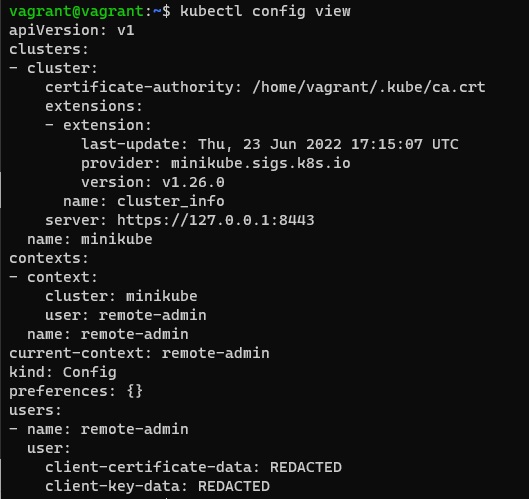 vagrant@vagrant:~$ kubectl config view
apiVersion: v1
clusters:
- cluster:
    certificate-authority: /home/vagrant/.kube/ca.crt
    extensions:
    - extension:
        last-update: Thu, 23 Jun 2022 17:15:07 UTC
        provider: minikube.sigs.k8s.io
        version: v1.26.0
      name: cluster_info
    server: https://127.0.0.1:8443
  name: minikube
contexts:
- context:
    cluster: minikube
    user: remote-admin
  name: remote-admin
current-context: remote-admin
kind: Config
preferences: {}
users:
- name: remote-admin
  user:
    client-certificate-data: REDACTED
    client-key-data: REDACTED